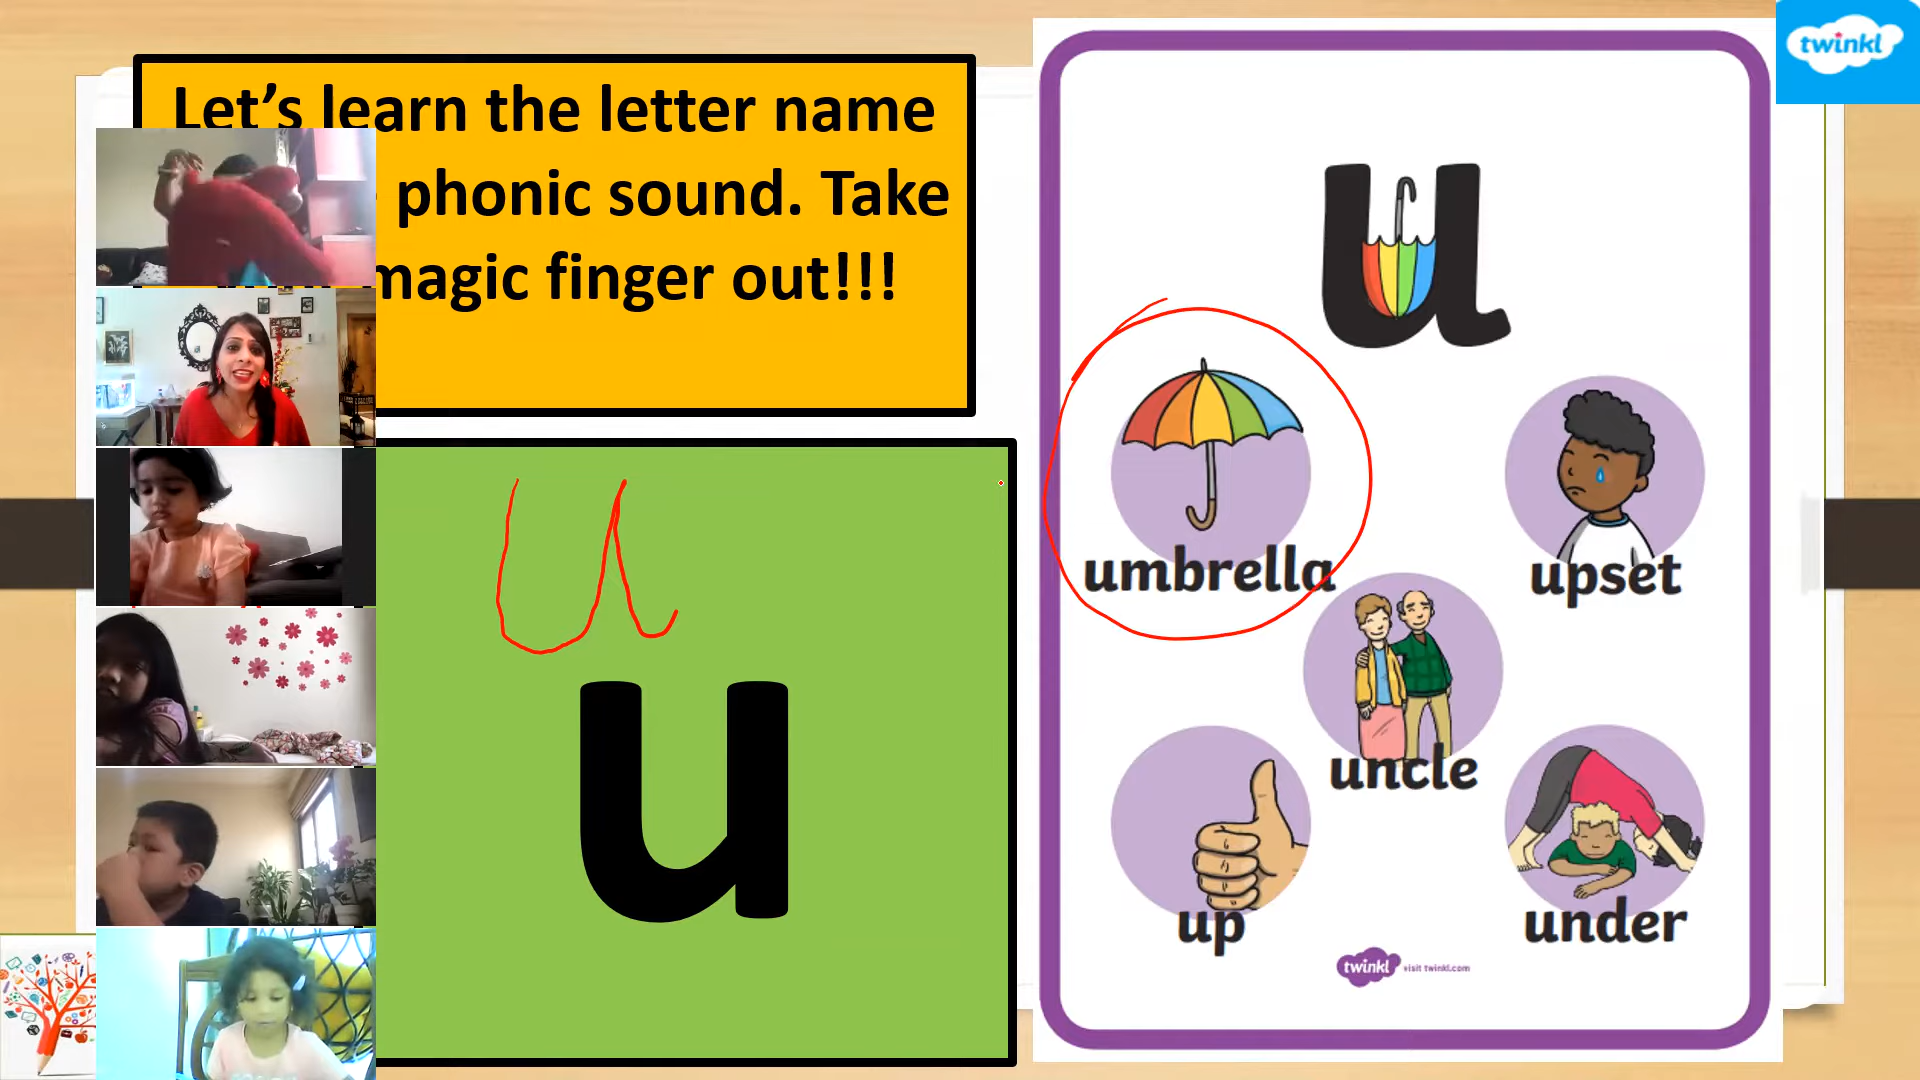 Let's learn the letter name
phonic sound. Take
magic finger out!!!
u
u
twinkl
u
umbrella
upset
uncle
up
under
twinkl visit twinkl.com